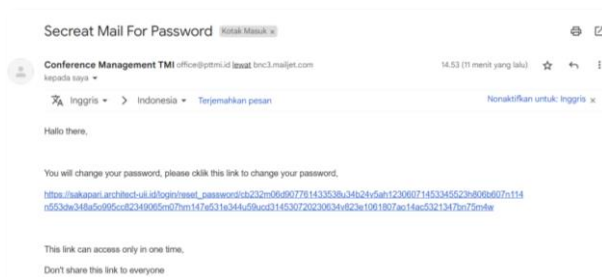 Secreat Mail For Password Kotak Masuk x
Conference Management TMI office@pttmi.id lewat bnc3.mailjet.com 14.53 (11 menit yang lalu)
kepada saya
Inggris > Indonesia Terjemahkan pesan Nonaktifkan untuk: Inggris x
Hallo there,
You will change your password, please cklik this link to change your password,
This link can access only in one time,
Don't share this link to everyone